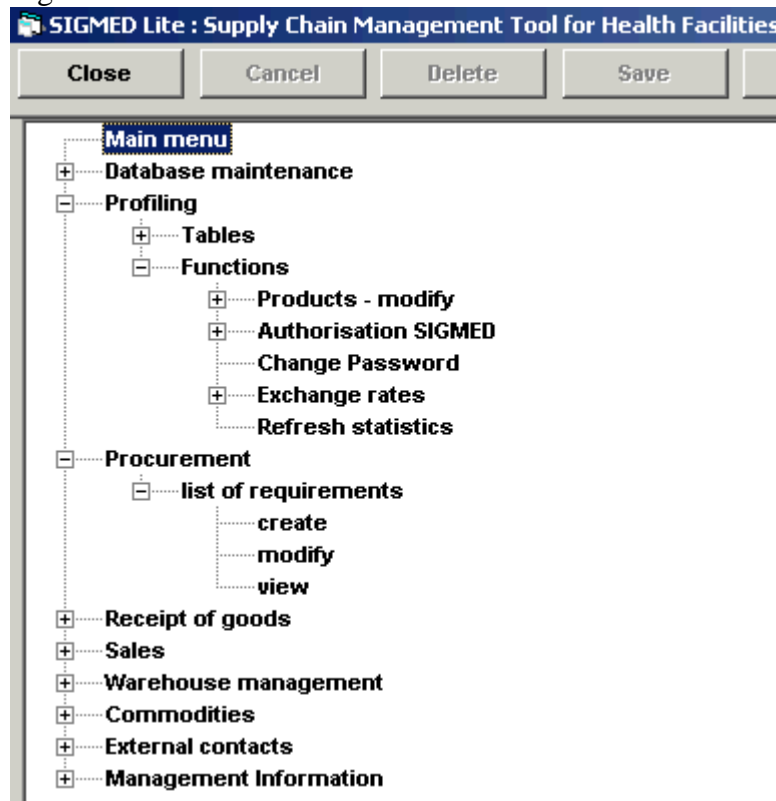 SIGMED Lite : Supply Chain Management Tool for Health Facilities
Close Cancel Delete Save
Main menu
Database maintenance
Profiling
Tables
Functions
Products - modify
Authorisation SIGMED
Change Password
Exchange rates
Refresh statistics
Procurement
list of requirements
create
modify
view
Receipt of goods
Sales
Warehouse management
Commodities
External contacts
Management Information